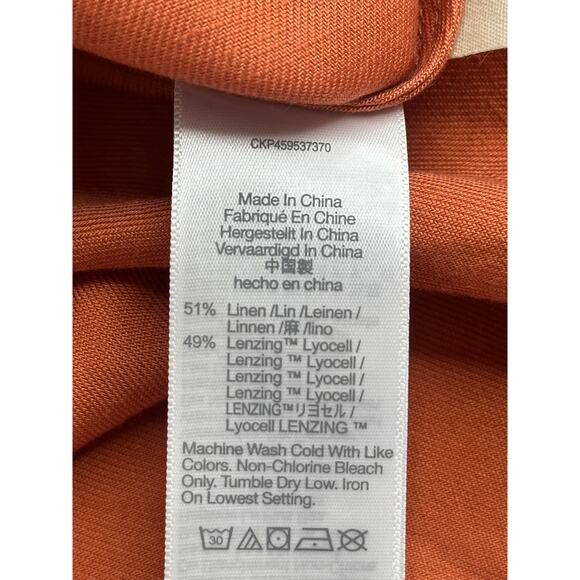 CKP459537370
Made In China
Fabriqué En Chine
Hergestellt In China
Vervaardigd In China
中国製
hecho en china
51% Linen /Lin /Leinen /
Linnen /麻 /lino
49% Lenzing™ Lyocell /
Lenzing ™ Lyocell /
Lenzing ™ Lyocell /
Lenzing ™ Lyocell /
LENZING™リヨセル /
Lyocell LENZING ™
Machine Wash Cold With Like
Colors. Non-Chlorine Bleach
Only. Tumble Dry Low. Iron
On Lowest Setting.
30